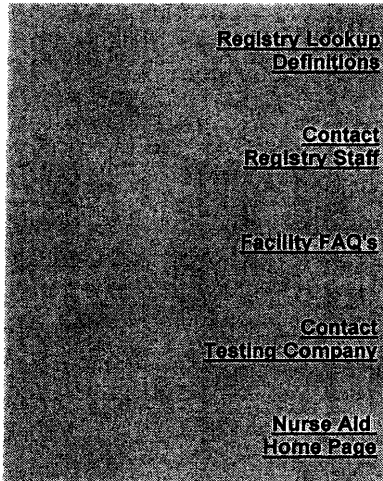 Registry Lookup
Definitions
Contact
Registry Staff
Facility FAQ's
Contact
Testing Company
Nurse Aid
Home Page